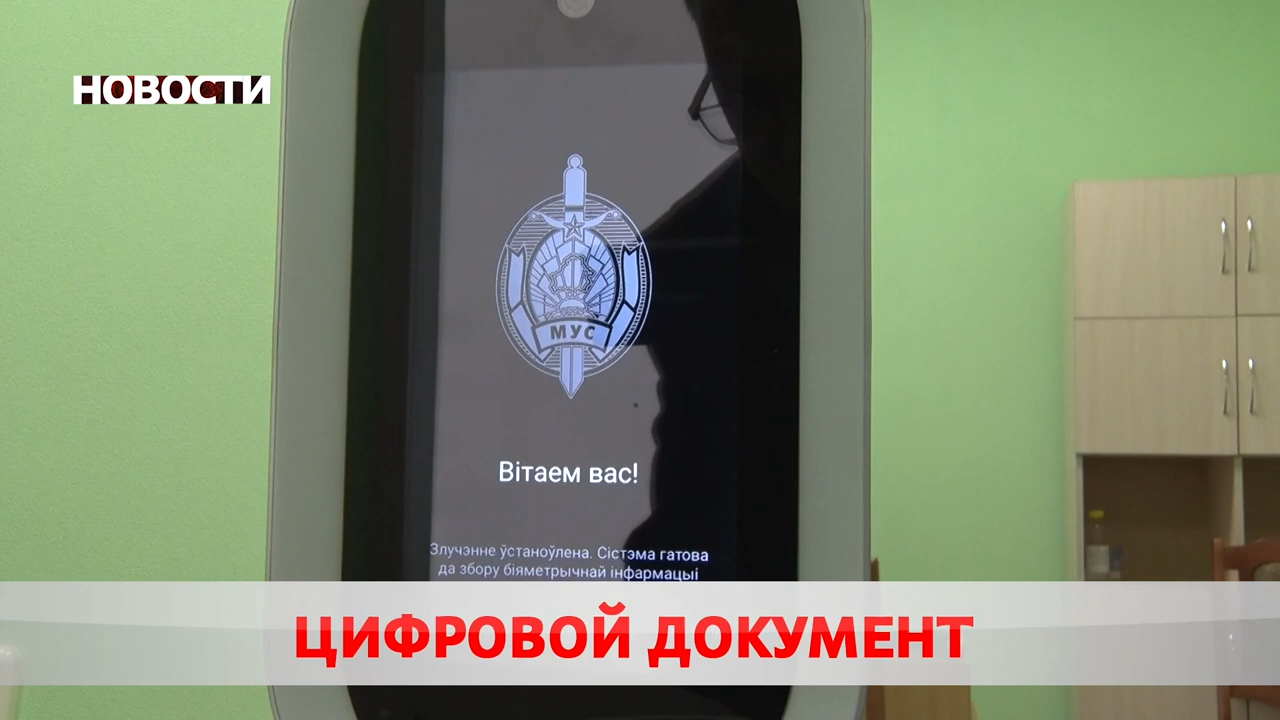 НОВОСТИ
МУС
Вітаем вас!
Злучэнне ўстаноўлена. Сістэма гатова
да збору біяметрычнай інфармацыі
ЦИФРОВОЙ ДОКУМЕНТ